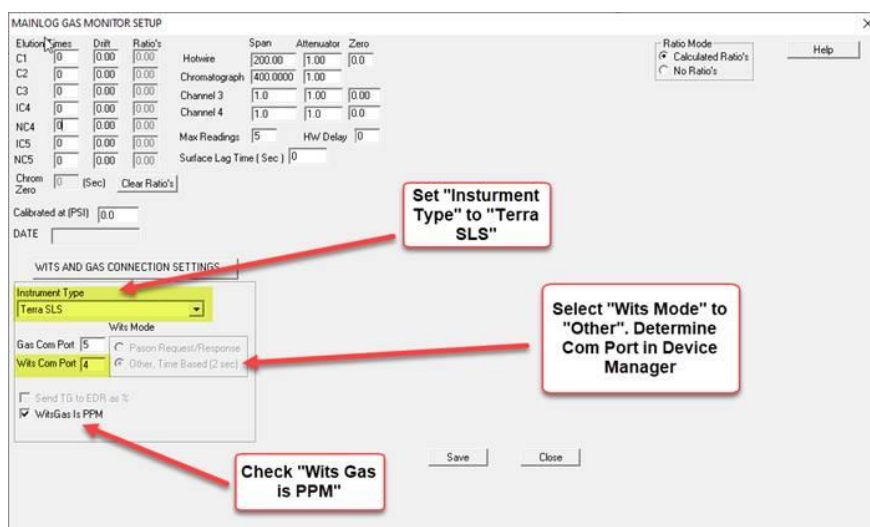 MAINLOG GAS MONITOR SETUP
Elution Times Drift Ratio's Span Attenuator Zero
C1 0 0.00 0.00 Hotwire 200.00 1.00 0.0
C2 0 0.00 0.00 Chromatograph 400.0000 1.00
C3 0 0.00 0.00 Channel 3 1.0 1.00 0.00
IC4 0 0.00 0.00 Channel 4 1.0 1.0 0.0
NC4 0 0.00 0.00 Max Readings 5 HW Delay 0
IC5 0 0.00 0.00
NC5 0 0.00 0.00 Surface Lag Time ( Sec ) 0
Chrom Zero 0 (Sec) Clear Ratio's
Calibrated at (PSI) 0.0
DATE
Ratio Mode
Calculated Ratio's
No Ratio's
Help
WITS AND GAS CONNECTION SETTINGS
Instrument Type
Terra SLS
Wits Mode
Gas Com Port 5 Pason Request/Response
Wits Com Port 4 Other, Time Based (2 sec)
Send TG to EDR as %
WitsGas Is PPM
Save Close
Set "Insturment
Type" to "Terra
SLS"
Select "Wits Mode" to
"Other". Determine
Com Port in Device
Manager
Check "Wits Gas
is PPM"